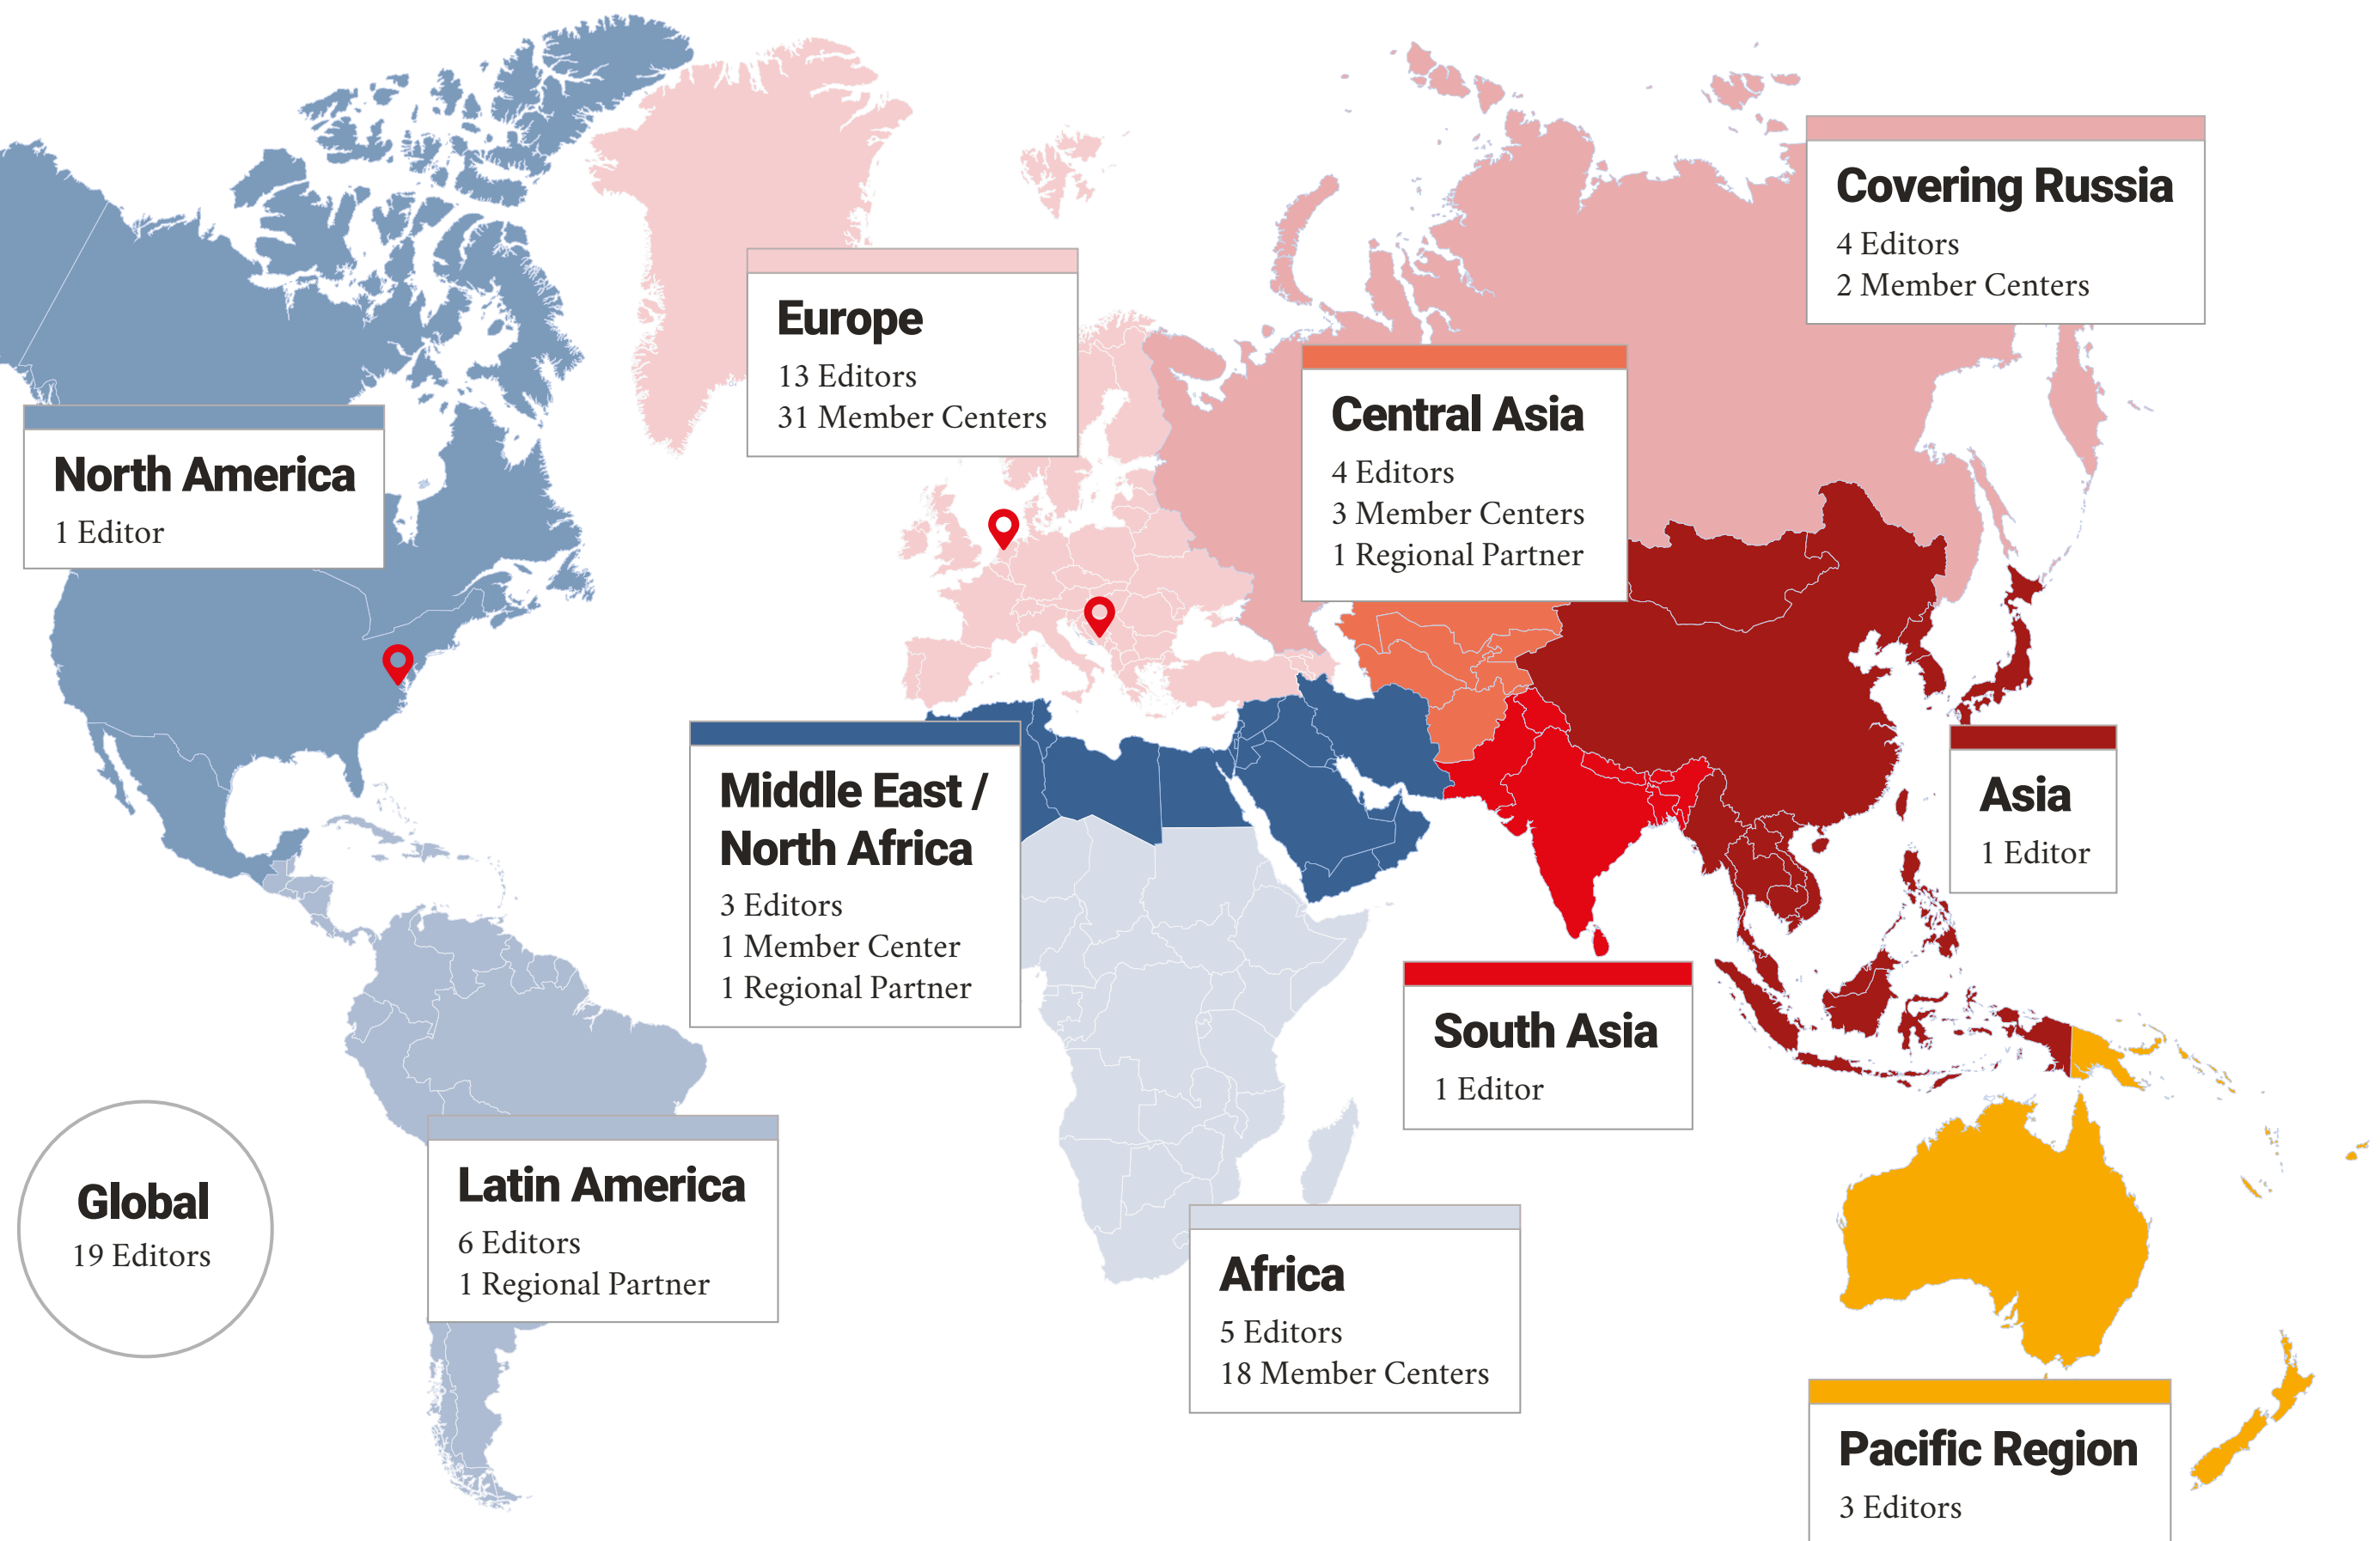 Covering Russia
4 Editors
2 Member Centers
Europe
13 Editors
31 Member Centers
Central Asia
4 Editors
3 Member Centers
1 Regional Partner
North America
1 Editor
Middle East /
North Africa
3 Editors
1 Member Center
1 Regional Partner
Asia
1 Editor
South Asia
1 Editor
Latin America
6 Editors
1 Regional Partner
Global
19 Editors
Africa
5 Editors
18 Member Centers
Pacific Region
3 Editors